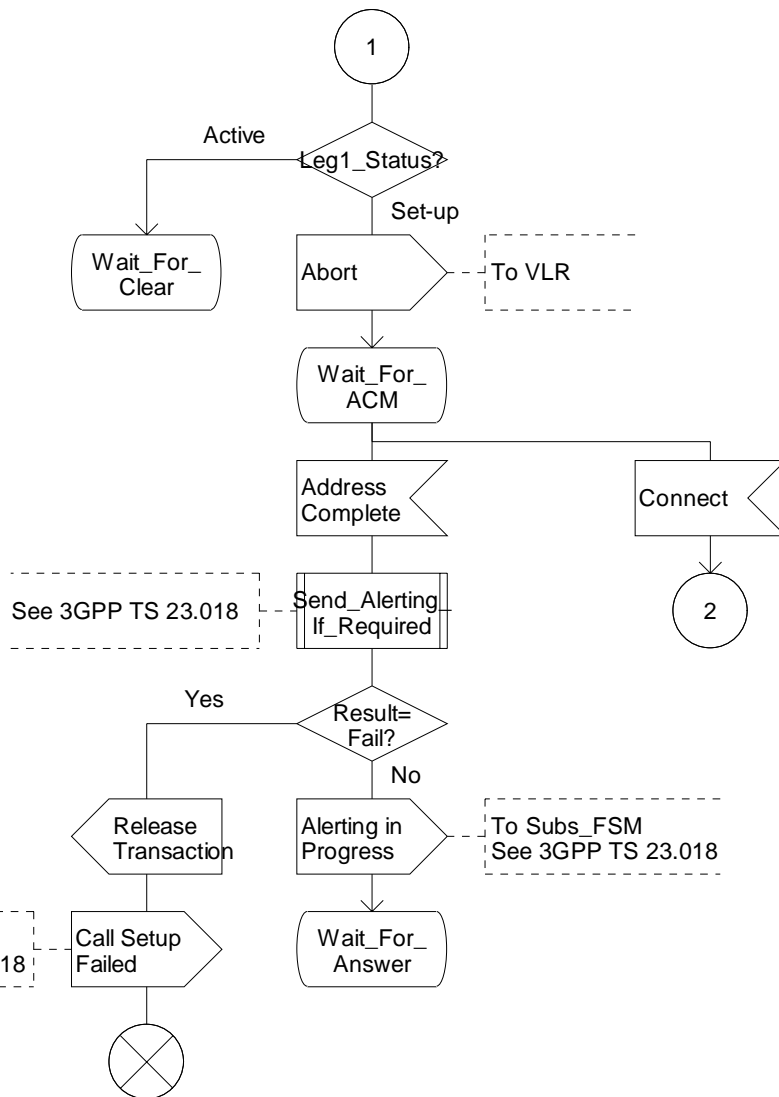 1
Active
Leg1_Status?
Set-up
Wait_For_
Clear
Abort
To VLR
Wait_For_
ACM
Address
Complete
Connect
See 3GPP TS 23.018
Send_Alerting_
If_Required
2
Yes
Result=
Fail?
No
Release
Transaction
Alerting in
Progress
To Subs_FSM
See 3GPP TS 23.018
18
Call Setup
Failed
Wait_For_
Answer